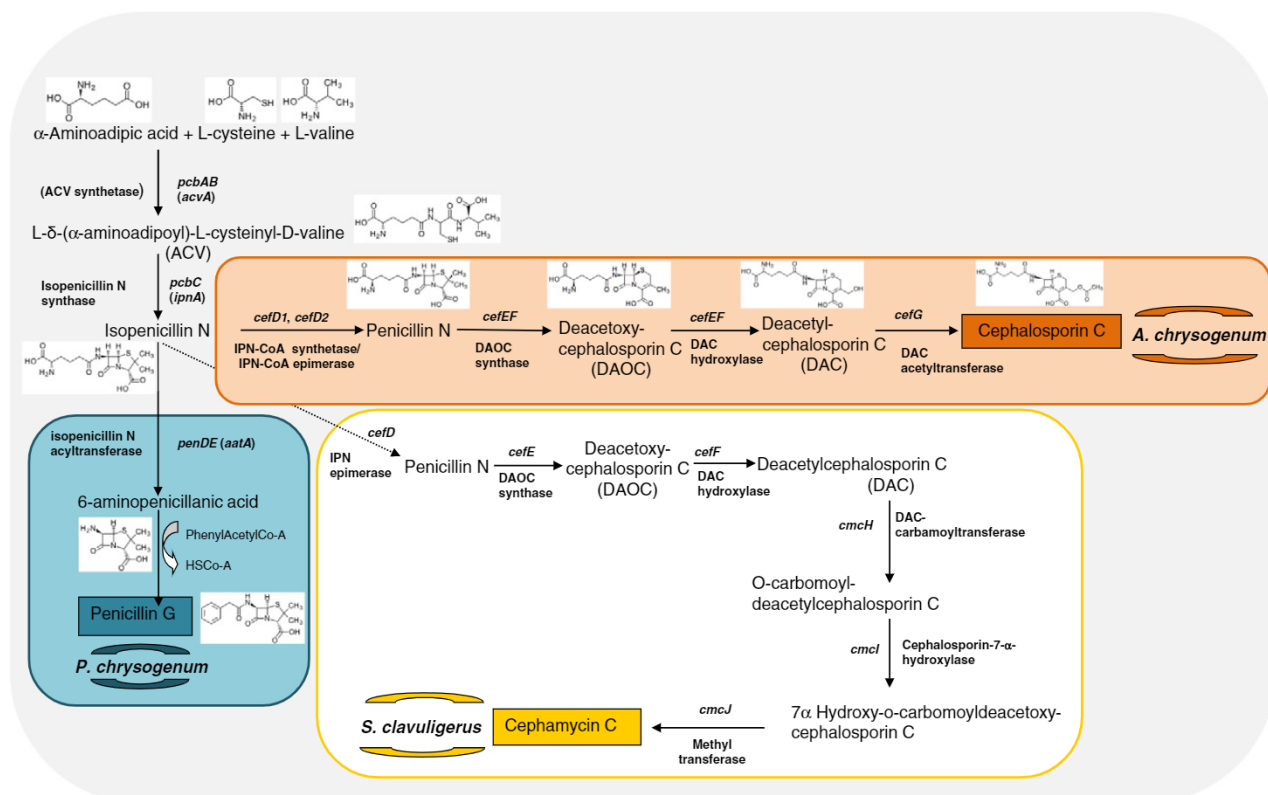 α-Aminoadipic acid + L-cysteine + L-valine
(ACV synthetase)
pcbAB
(acvA)
L-δ-(α-aminoadipoyl)-L-cysteinyl-D-valine
(ACV)
Isopenicillin N
synthase
pcbC
(ipnA)
Isopenicillin N
cefD1, cefD2
IPN-CoA synthetase/
IPN-CoA epimerase
Penicillin N
cefEF
DAOC
synthase
Deacetoxy-
cephalosporin C
(DAOC)
cefEF
DAC
hydroxylase
Deacetyl-
cephalosporin C
(DAC)
cefG
DAC
acetyltransferase
Cephalosporin C
A. chrysogenum
isopenicillin N
acyltransferase
penDE (aatA)
6-aminopenicillanic acid
PhenylAcetylCo-A
HSCo-A
Penicillin G
P. chrysogenum
cefD
IPN
epimerase
Penicillin N
cefE
DAOC
synthase
Deacetoxy-
cephalosporin C
(DAOC)
cefF
DAC
hydroxylase
Deacetylcephalosporin C
(DAC)
cmcH
DAC-
carbamoyltransferase
O-carbomoyl-
deacetylcephalosporin C
cmcI
Cephalosporin-7-α-
hydroxylase
7α Hydroxy-o-carbomoyldeacetoxy-
cephalosporin C
cmcJ
Methyl
transferase
Cephamycin C
S. clavuligerus